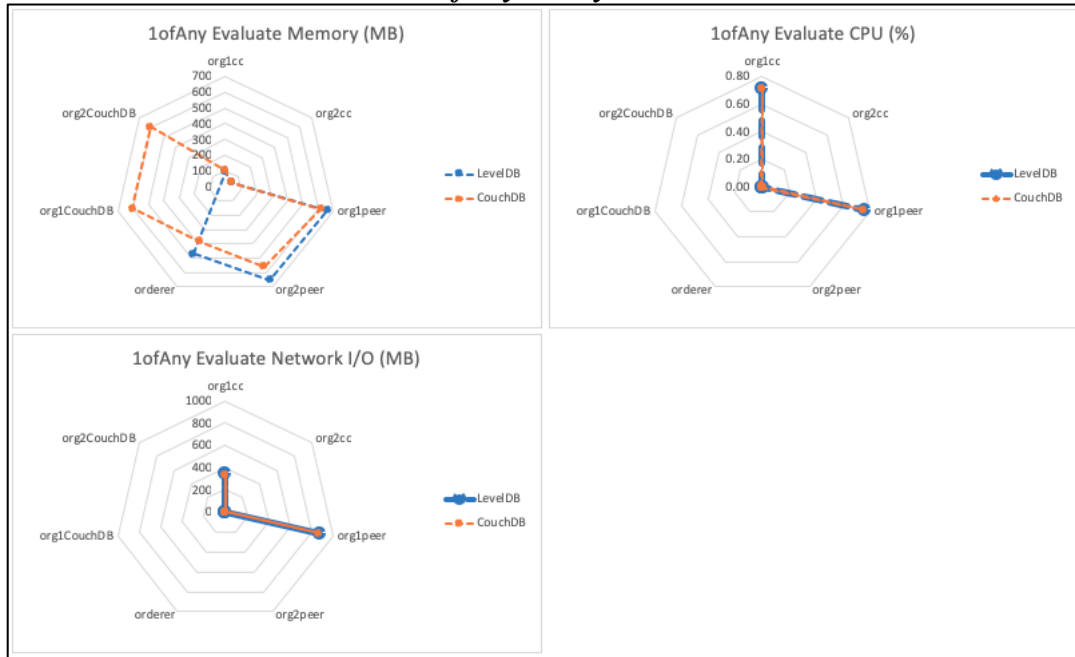 1ofAny Evaluate Memory (MB)
org1cc
700
600
500
400
300
200
100
0
org2CouchDB
org2cc
org1CouchDB
org1peer
orderer
org2peer
LevelDB
CouchDB
1ofAny Evaluate CPU (%)
org1cc
0.80
0.60
0.40
0.20
0.00
org2CouchDB
org2cc
org1CouchDB
org1peer
orderer
org2peer
LevelDB
CouchDB
1ofAny Evaluate Network I/O (MB)
org1cc
1000
800
600
400
200
0
org2CouchDB
org2cc
org1CouchDB
org1peer
orderer
org2peer
LevelDB
CouchDB